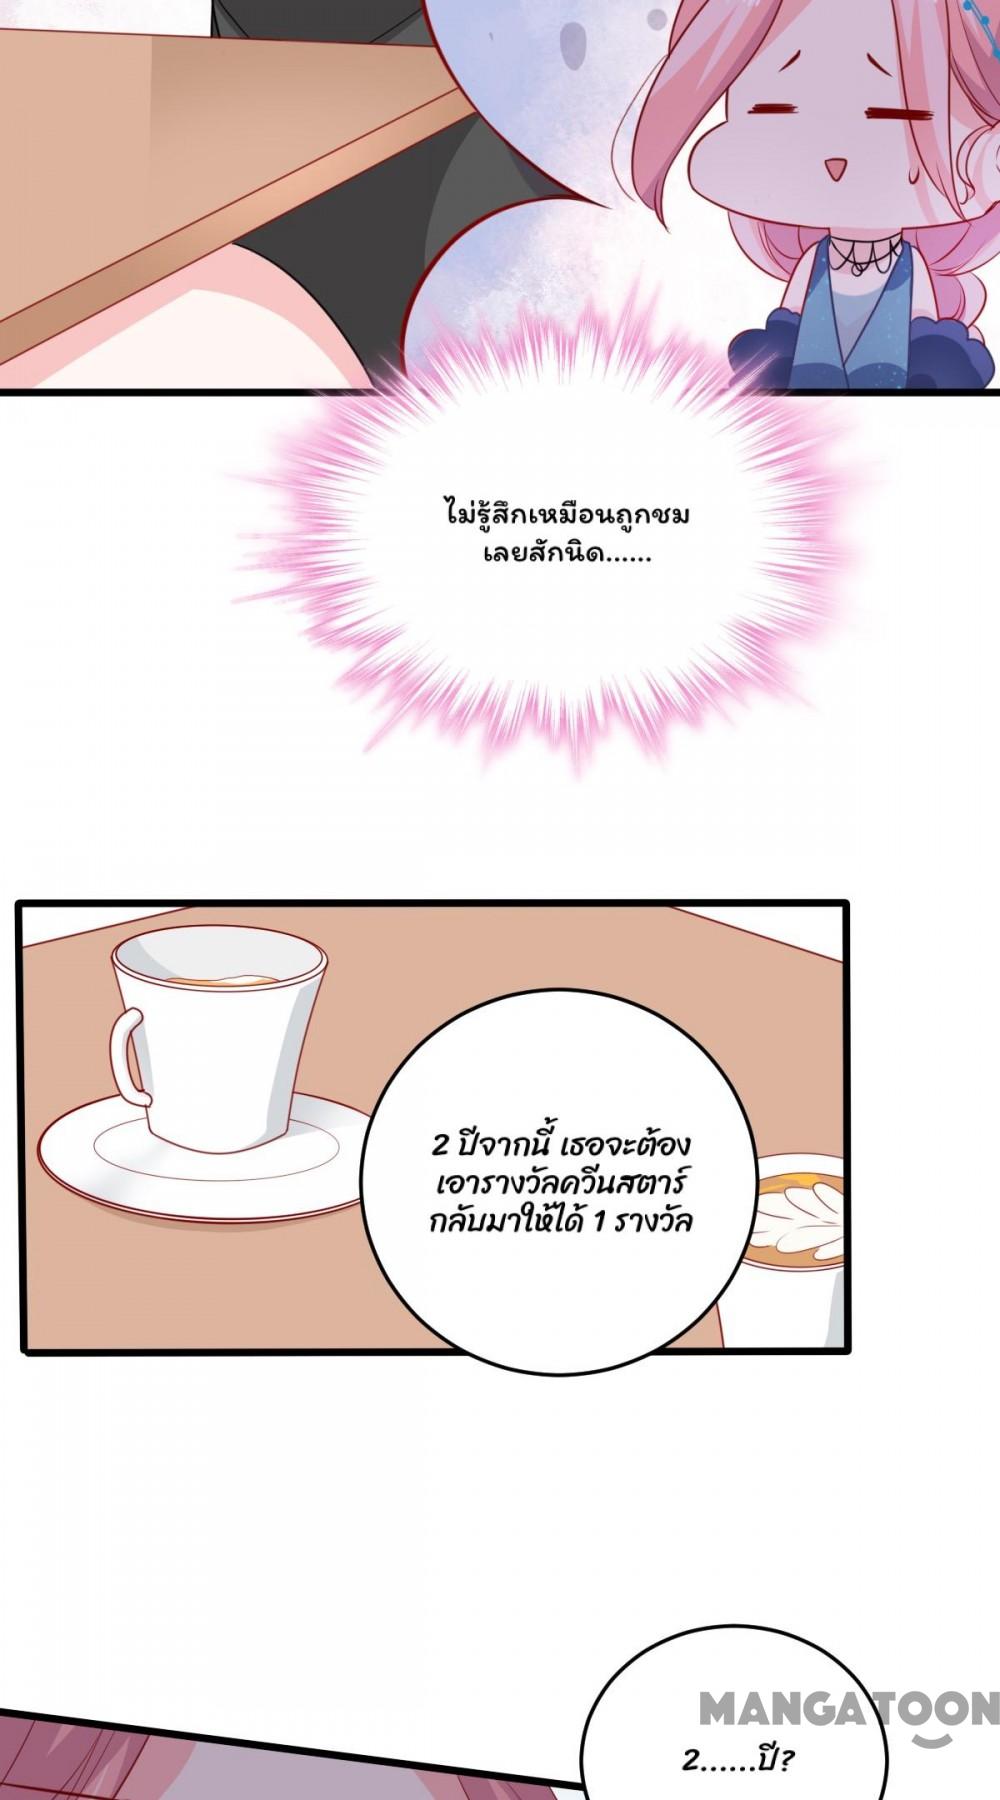 ไม่รู้สึกเหมือนถูกชม
เลยสักนิด......
2 ปีจากนี้ เธอจะต้อง
เอารางวัลควีนสตาร์
กลับมาให้ได้ 1 รางวัล
MANGATOON
2......ปี?